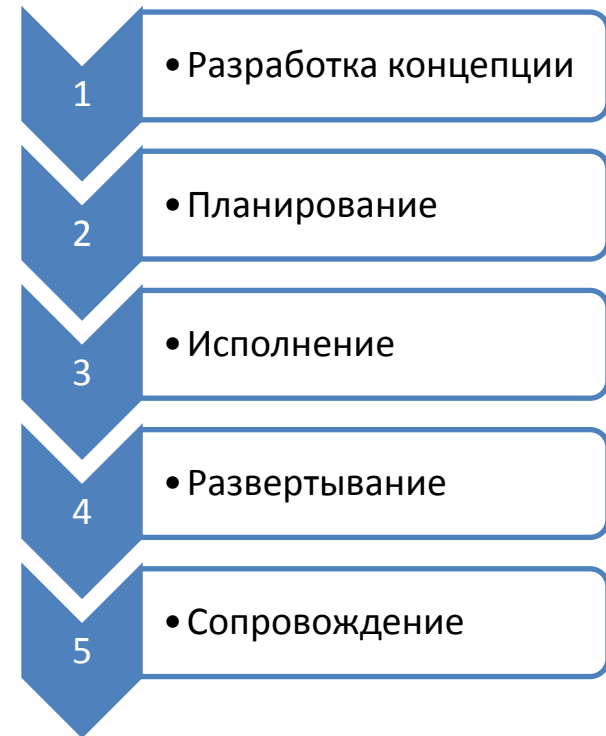 1
• Разработка концепции
2
• Планирование
3
• Исполнение
4
• Развертывание
5
• Сопровождение